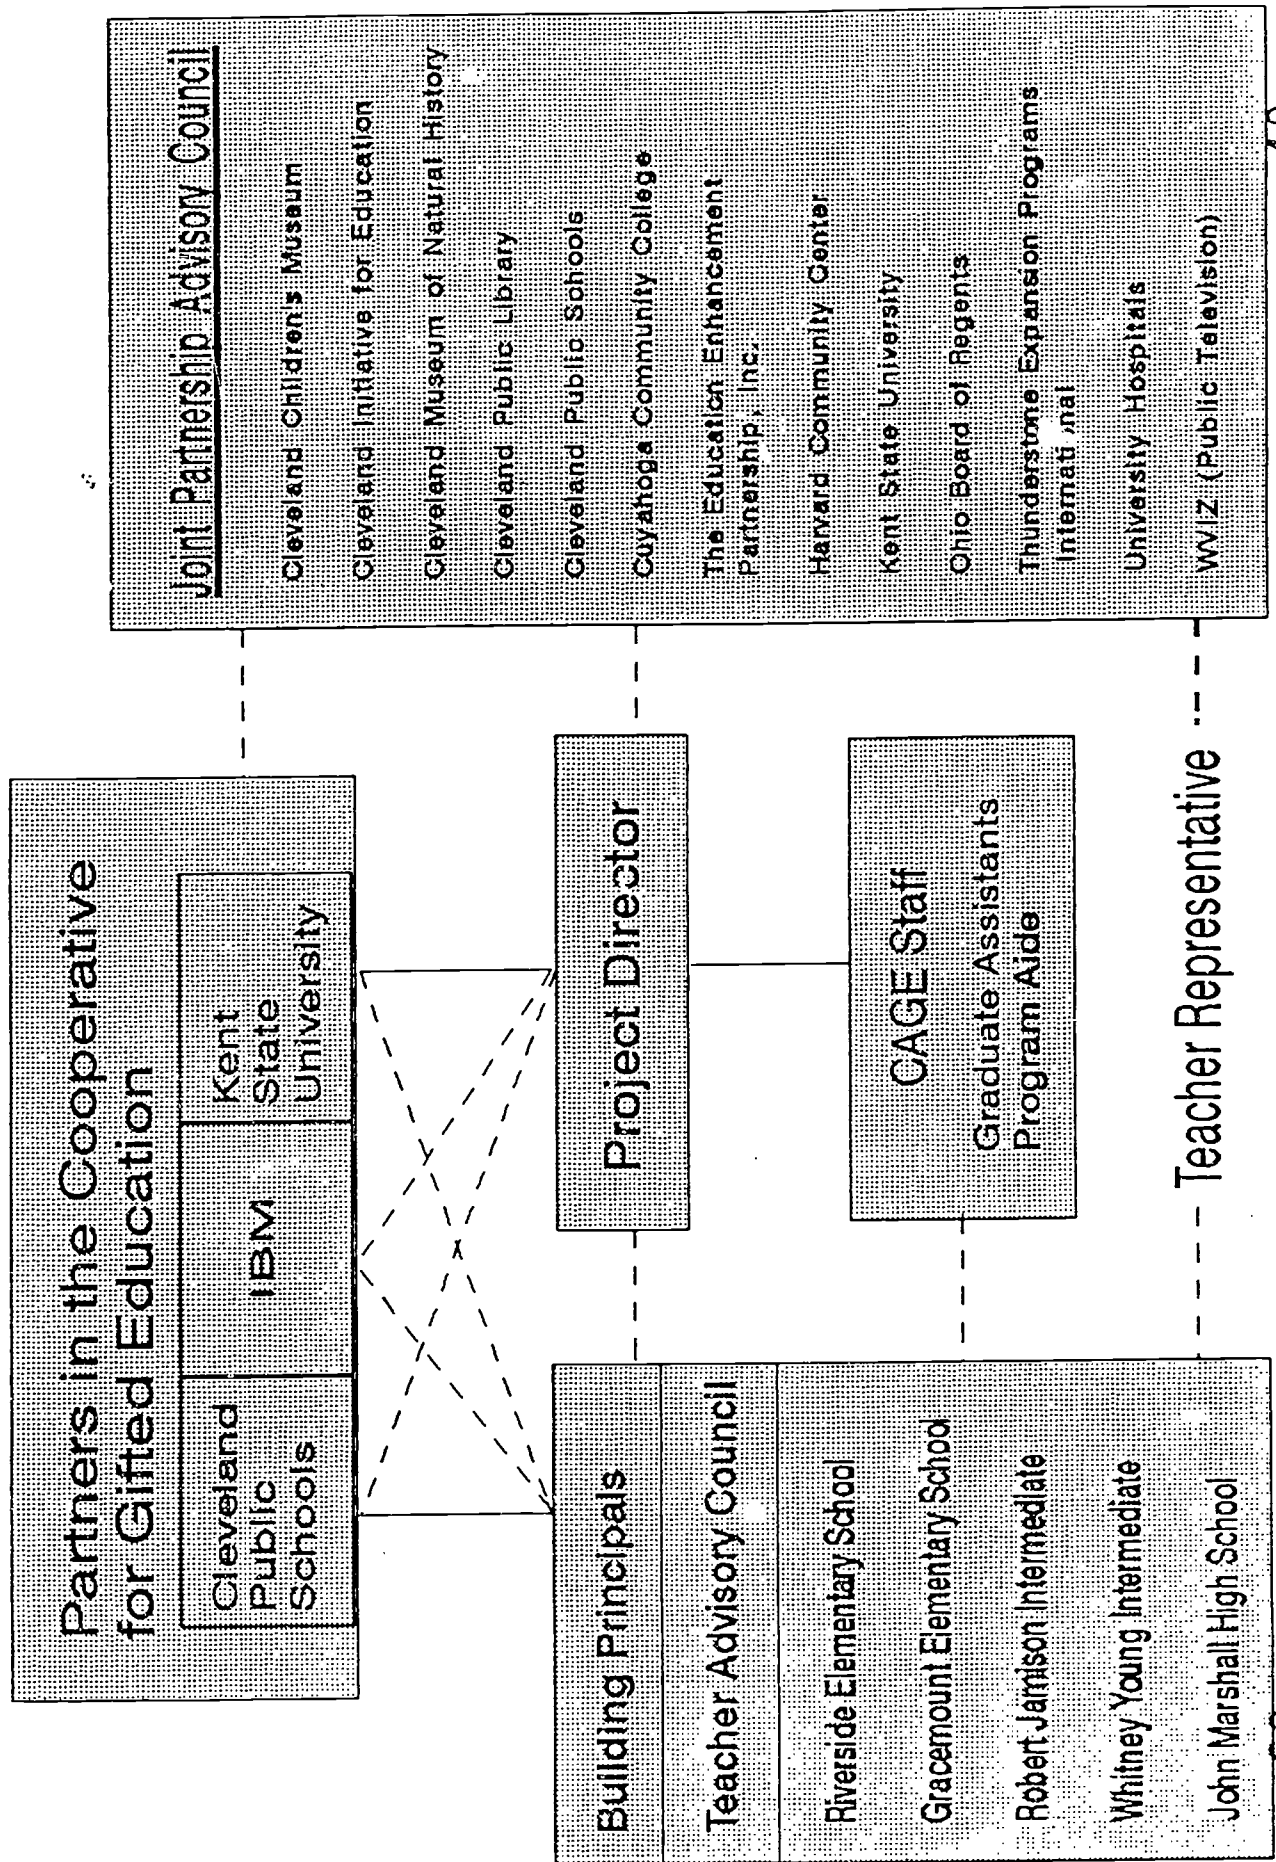 Partners in the Cooperative
for Gifted Education
Cleveland
Public
Schools
IBM
Kent
State
University
Building Principals
Teacher Advisory Council
Riverside Elementary School
Gracemount Elementary School
Robert Jamison Intermediate
Whitney Young Intermediate
John Marshall High School
Project Director
CAGE Staff
Graduate Assistants
Program Aide
Teacher Representative
Joint Partnership Advisory Council
Cleveland Children's Museum
Cleveland Initiative for Education
Cleveland Museum of Natural History
Cleveland Public Library
Cleveland Public Schools
Cuyahoga Community College
The Education Enhancement
Partnership, Inc.
Harvard Community Center
Kent State University
Ohio Board of Regents
Thunderstone Expansion Programs
University Hospitals
WVIZ (Public Television)